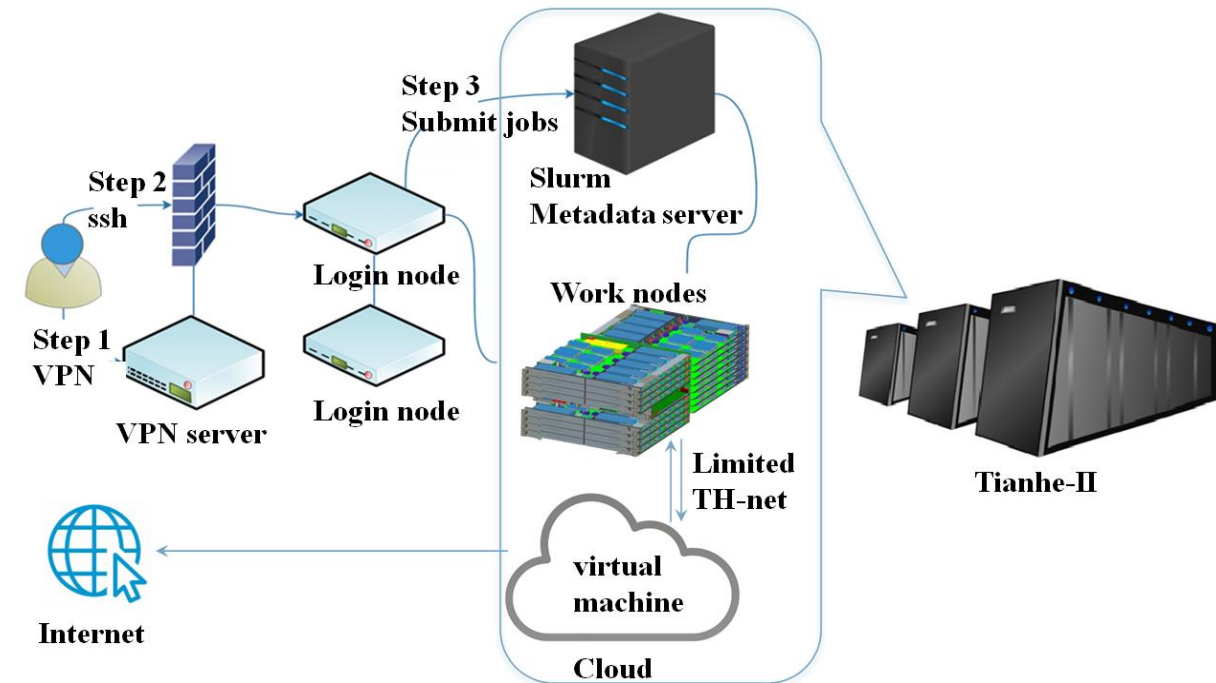 Step 1
VPN
VPN server
Step 2
ssh
Login node
Login node
Step 3
Submit jobs
Slurm
Metadata server
Work nodes
Limited
TH-net
virtual
machine
Cloud
Internet
Tianhe-II